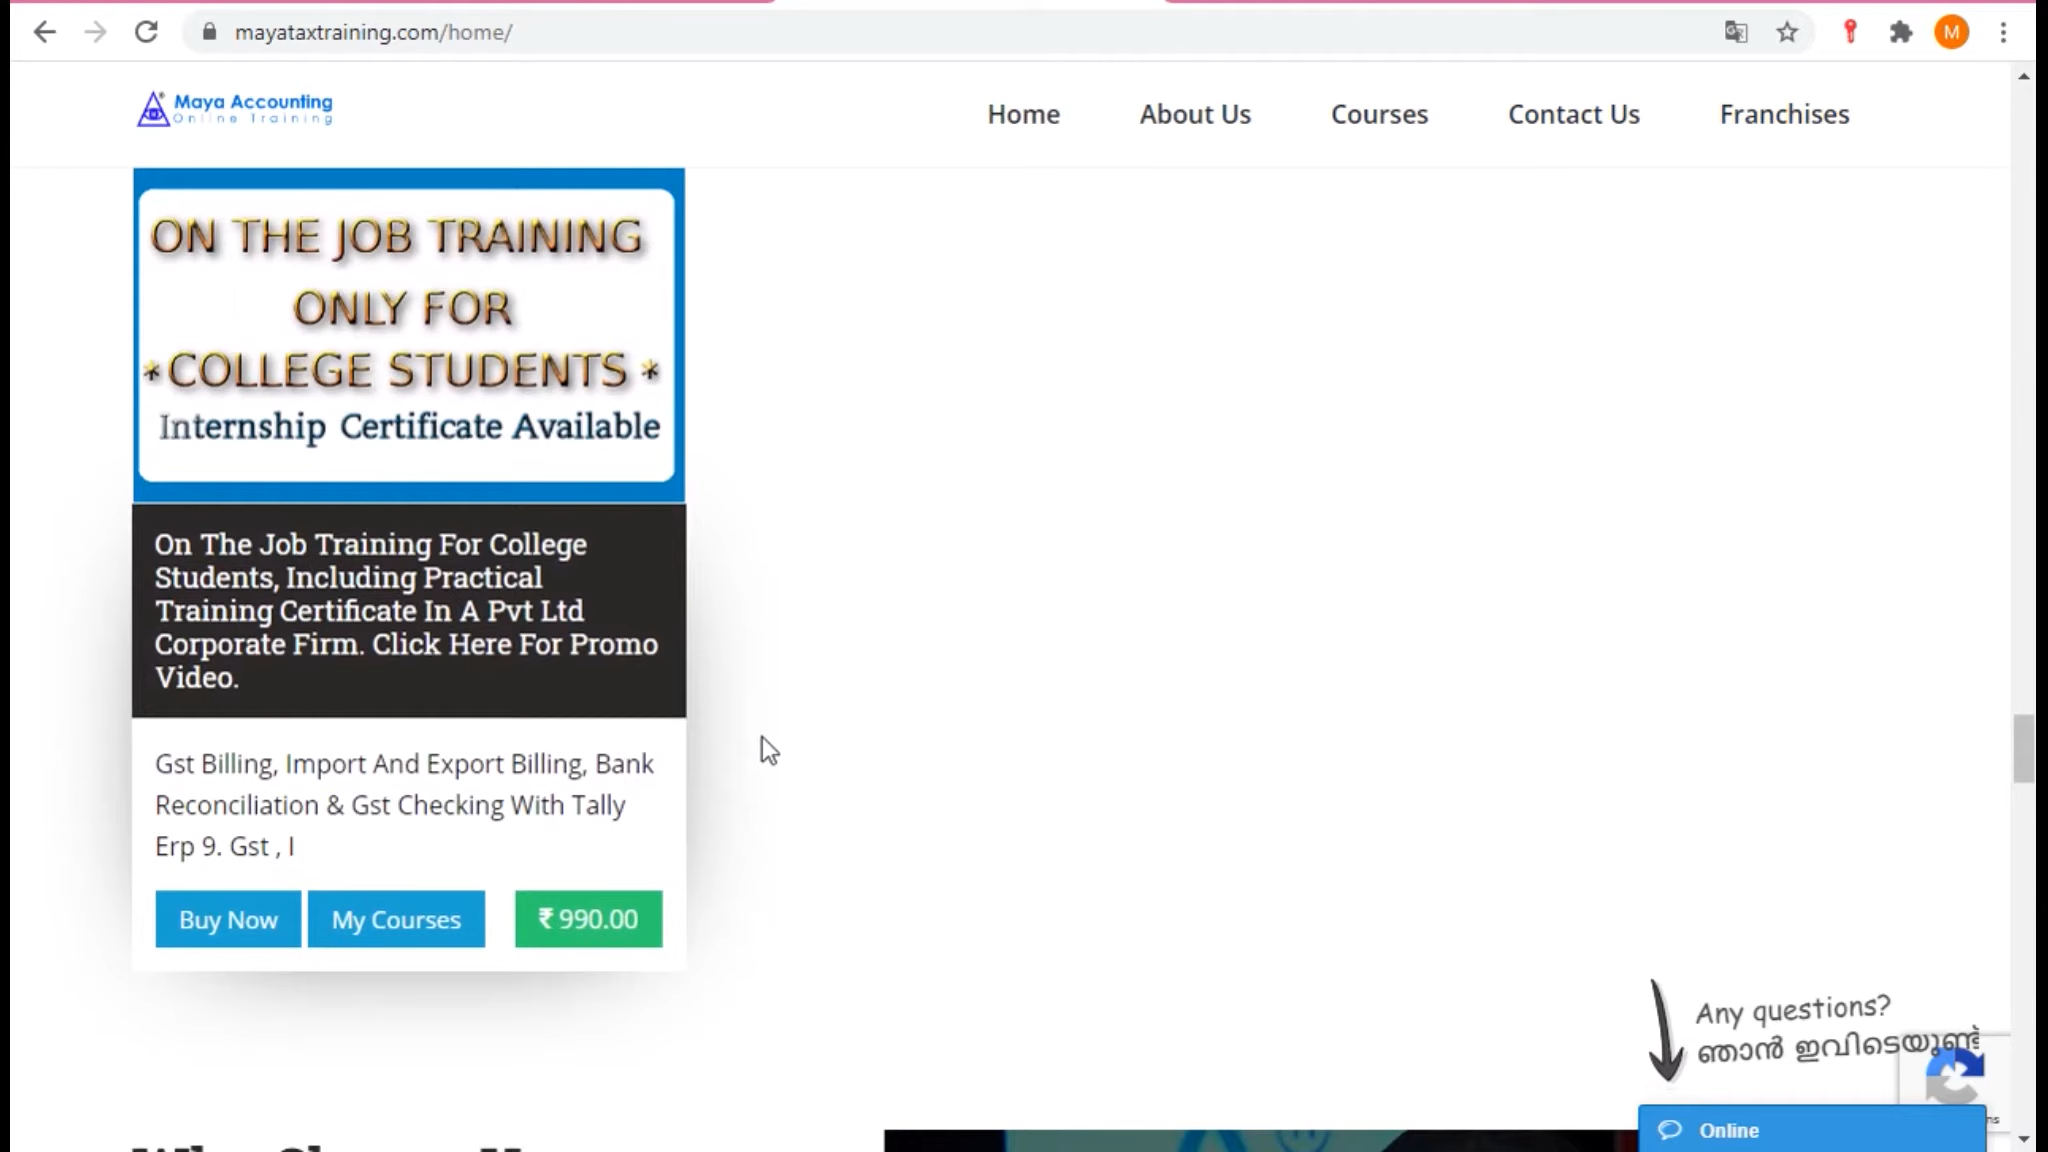 mayataxtraining.com/home/
M
Maya Accounting
Online Training
Home
About Us
Courses
Contact Us
Franchises
ON THE JOB TRAINING
ONLY FOR
*COLLEGE STUDENTS *
Internship Certificate Available
On The Job Training For College
Students, Including Practical
Training Certificate In A Pvt Ltd
Corporate Firm. Click Here For Promo
Video.
Gst Billing, Import And Export Billing, Bank
Reconciliation & Gst Checking With Tally
Erp 9. Gst , I
Buy Now
My Courses
₹ 990.00
Any questions?
ഞാൻ ഇവിടെയുണ്ട്
Online